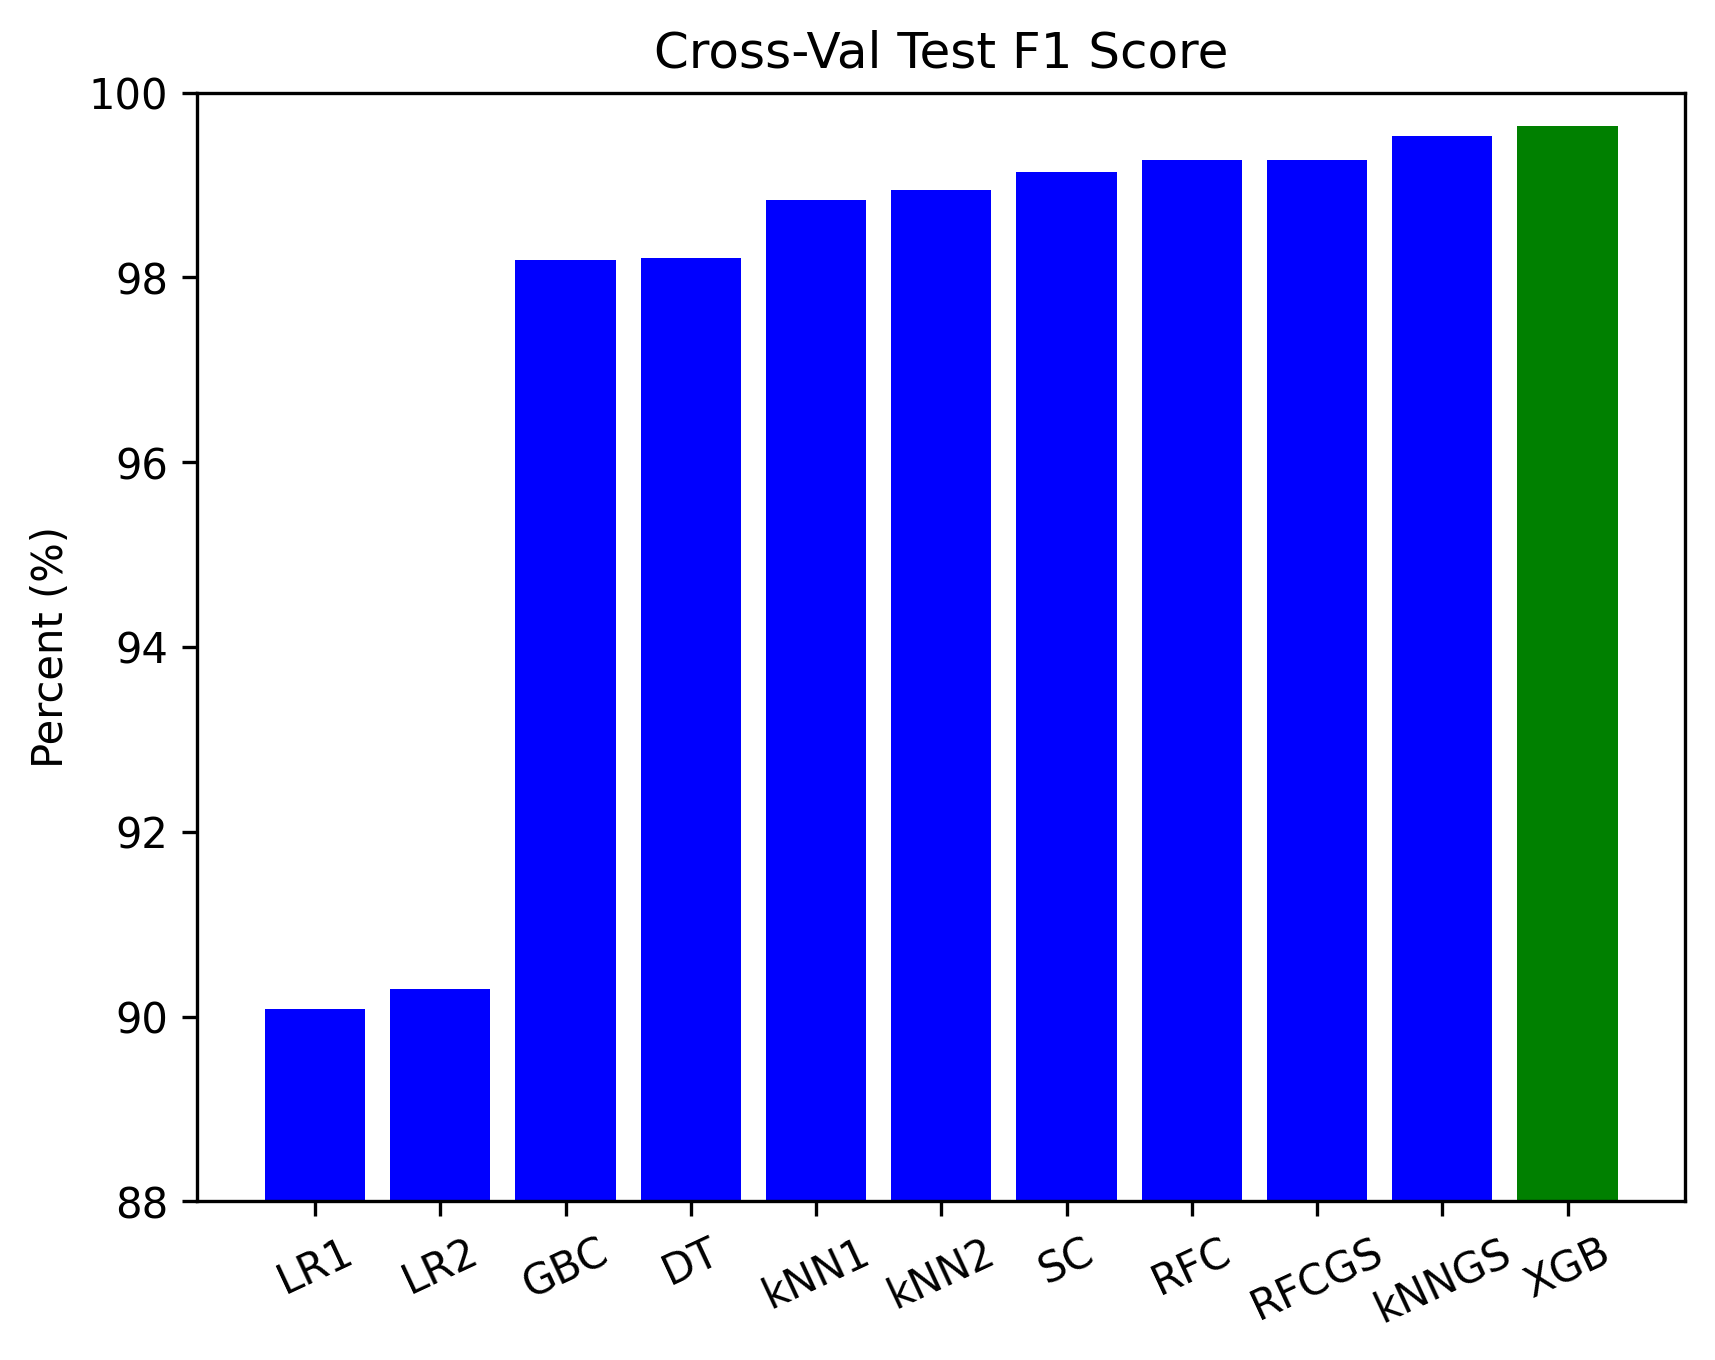 Cross-Val Test F1 Score
Percent (%)
100
98
96
94
92
90
88
LR1
LR2
GBC
DT
kNN1
kNN2
SC
RFC
RFCGS
kNNGS
XGB